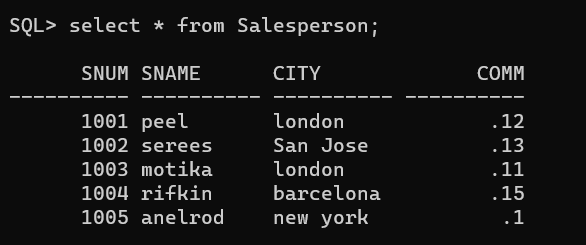 SQL> select * from Salesperson;
      SNUM SNAME      CITY             COMM
---------- ---------- ---------- ----------
      1001 peel       london            .12
      1002 serees     San Jose          .13
      1003 motika     london            .11
      1004 rifkin     barcelona         .15
      1005 anelrod    new york           .1